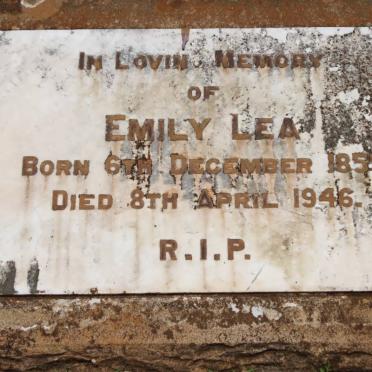 In Loving Memory
of
Emily Lea
Born 6th December 185
Died 8th April 1946.
R.I.P.